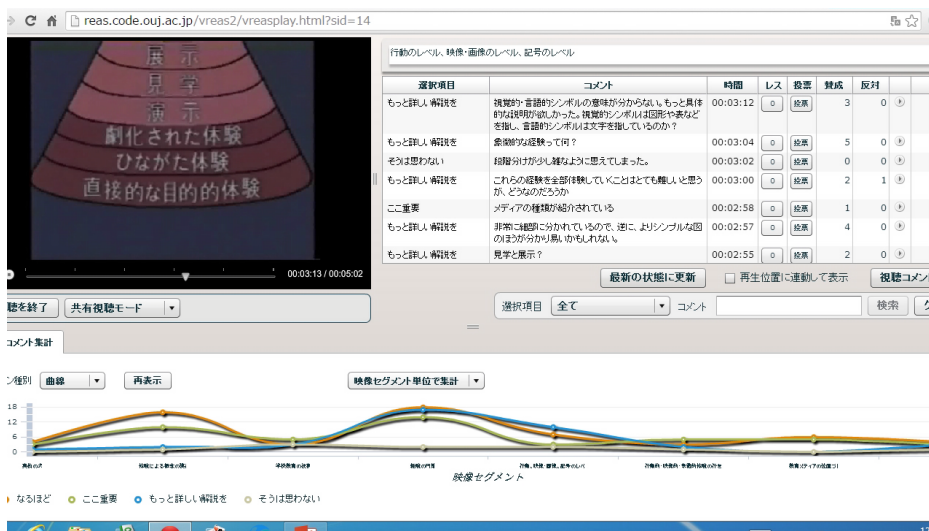 reas.code.ouj.ac.jp/vreas2/vreasplay.html?sid=14
展示
見学
演示
劇化された体験
ひながた体験
直接的な目的的体験
00:03:13 / 00:05:02
聴を終了
共有視聴モード
行動のレベル、映像・画像のレベル、記号のレベル
選択項目 コメント 時間 レス 投票 賛成 反対
もっと詳しい解説を 視覚的・言語的シンボルの意味が分からない。もっと具体 00:03:12 0 投票 3 0
的な説明が欲しかった。視覚的シンボルは図形や表など
を指し、言語的シンボルは文字を指しているのか?
もっと詳しい解説を 象徴的な経験って何? 00:03:04 0 投票 5 0
そうは思わない 段階分けが少し雑なように思えてしまった。 00:03:02 0 投票 0 0
もっと詳しい解説を これらの経験を全部体験していくことはとても難しいと思う 00:03:00 0 投票 2 1
が、どうなのだろうか
ここ重要 メディアの種類が紹介されている 00:02:58 0 投票 1 0
もっと詳しい解説を 非常に細部に分かれているので、逆に、よりシンプルな図 00:02:57 0 投票 4 0
のほうが分かり易いかもしれない。
もっと詳しい解説を 見学と展示? 00:02:55 0 投票 2 0
最新の状態に更新 再生位置に連動して表示 視聴コメン
選択項目 全て コメント 検索 ク
コメント集計
ン種別 曲線 再表示 映像セグメント単位で集計
18
12
6
0
経験の円錐
行動、映像・画像、記号のレベ
映像セグメント
なるほど ここ重要 もっと詳しい解説を そうは思わない